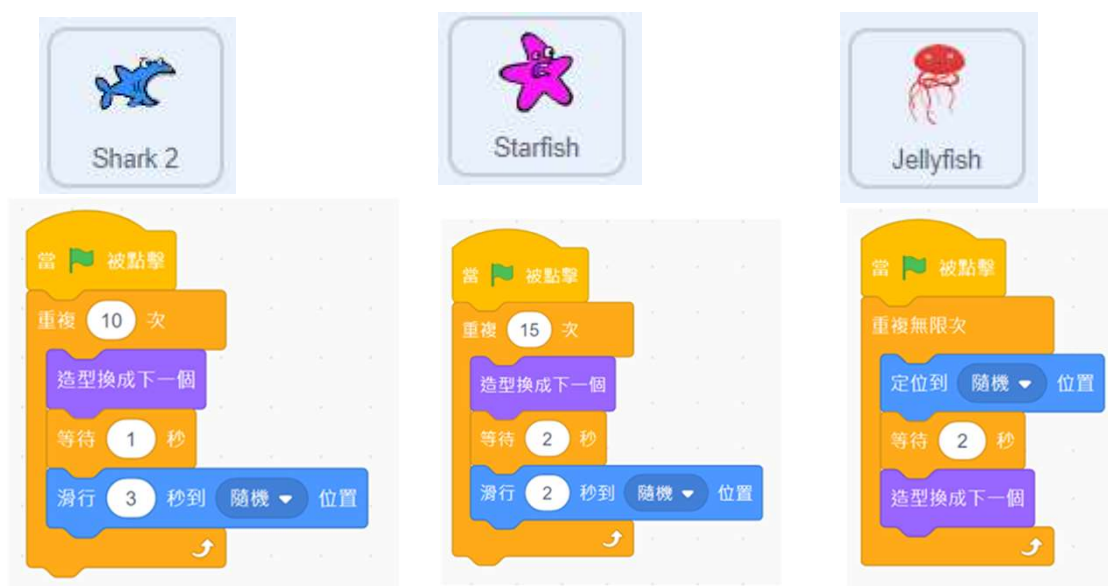 Shark 2
當 被點擊
重複 10 次
造型換成下一個
等待 1 秒
滑行 3 秒到 隨機 位置
Starfish
當 被點擊
重複 15 次
造型換成下一個
等待 2 秒
滑行 2 秒到 隨機 位置
Jellyfish
當 被點擊
重複無限次
定位到 隨機 位置
等待 2 秒
造型換成下一個